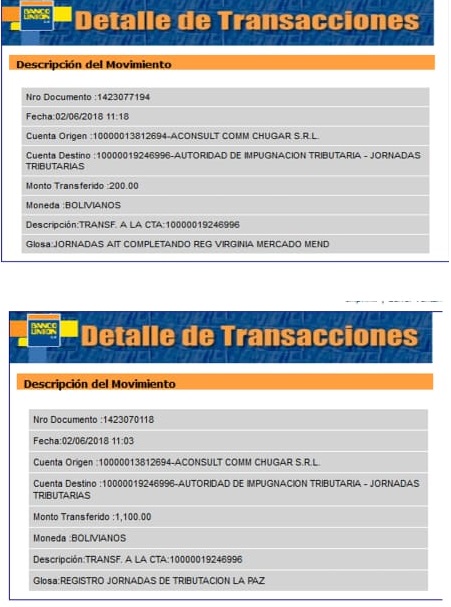 BANCO
UNION
Detalle de Transacciones
Descripción del Movimiento
Nro Documento :1423077194
Fecha:02/06/2018 11:18
Cuenta Origen :10000013812694-ACONSULT COMM CHUGAR S.R.L.
Cuenta Destino :10000019246996-AUTORIDAD DE IMPUGNACION TRIBUTARIA - JORNADAS
TRIBUTARIAS
Monto Transferido :200.00
Moneda :BOLIVIANOS
Descripción:TRANSF. A LA CTA:10000019246996
Glosa:JORNADAS AIT COMPLETANDO REG VIRGINIA MERCADO MEND
BANCO
UNION
Detalle de Transacciones
Descripción del Movimiento
Nro Documento :1423070118
Fecha:02/06/2018 11:03
Cuenta Origen :10000013812694-ACONSULT COMM CHUGAR S.R.L.
Cuenta Destino :10000019246996-AUTORIDAD DE IMPUGNACION TRIBUTARIA - JORNADAS
TRIBUTARIAS
Monto Transferido :1,100.00
Moneda :BOLIVIANOS
Descripción:TRANSF. A LA CTA:10000019246996
Glosa:REGISTRO JORNADAS DE TRIBUTACION LA PAZ